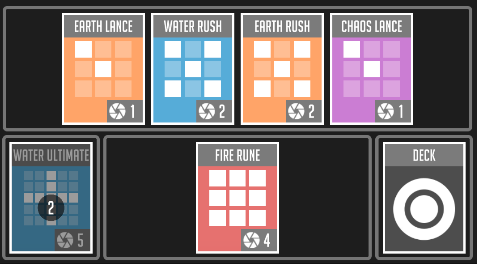 EARTH LANCE
1
WATER RUSH
2
EARTH RUSH
2
CHAOS LANCE
1
WATER ULTIMATE
2
5
FIRE RUNE
4
DECK